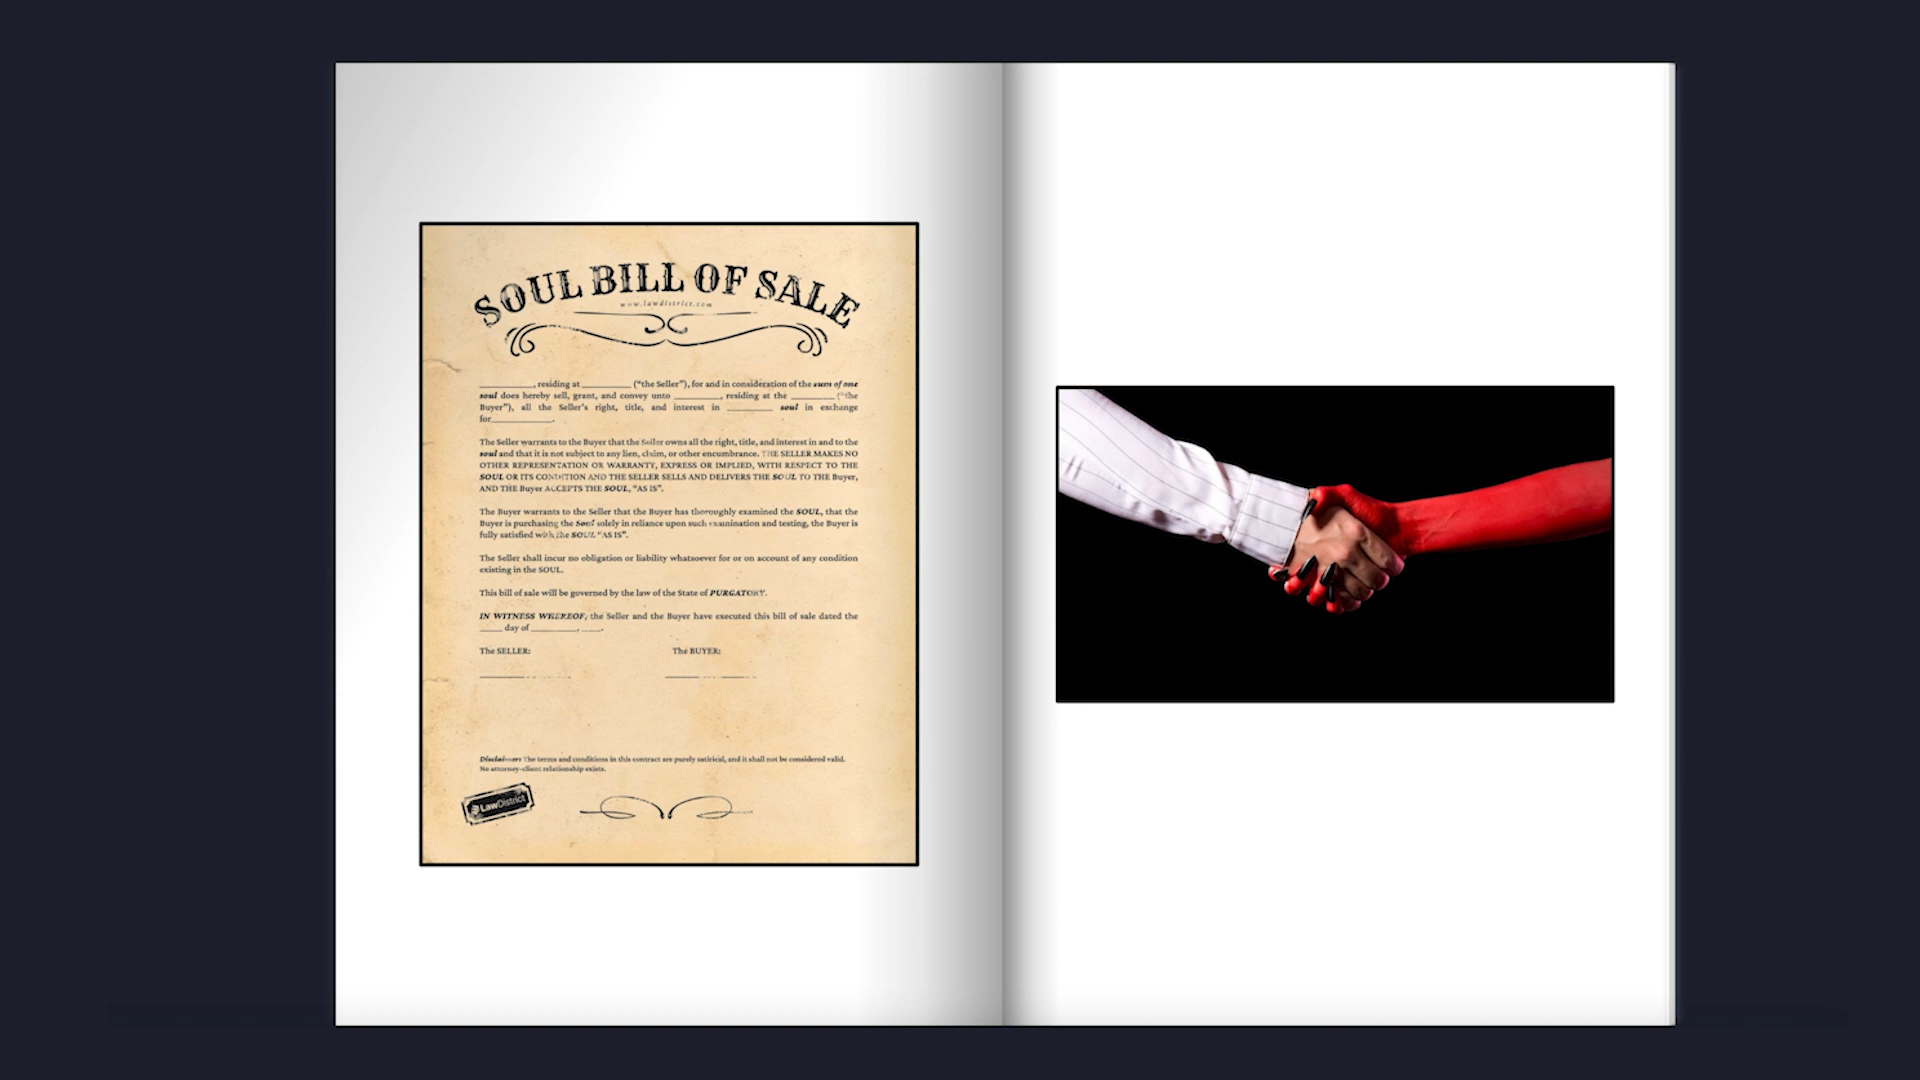 SOUL BILL OF SALE
www.lawdistrict.com
____________, residing at ___________ (“the Seller”), for and in consideration of the sum of one
soul does hereby sell, grant, and convey unto __________, residing at the _________ (“the
Buyer”), all the Seller’s right, title, and interest in __________ soul in exchange
for_____________.
The Seller warrants to the Buyer that the Seller owns all the right, title, and interest in and to the
soul and that it is not subject to any lien, claim, or other encumbrance. THE SELLER MAKES NO
OTHER REPRESENTATION OR WARRANTY, EXPRESS OR IMPLIED, WITH RESPECT TO THE
SOUL OR ITS CONDITION AND THE SELLER SELLS AND DELIVERS THE SOUL TO THE Buyer,
AND THE Buyer ACCEPTS THE SOUL, “AS IS”.
The Buyer warrants to the Seller that the Buyer has thoroughly examined the SOUL, that the
Buyer is purchasing the Soul solely in reliance upon such examination and testing, the Buyer is
fully satisfied with the SOUL “AS IS”.
The Seller shall incur no obligation or liability whatsoever for or on account of any condition
existing in the SOUL.
This bill of sale will be governed by the law of the State of PURGATORY.
IN WITNESS WHEREOF, the Seller and the Buyer have executed this bill of sale dated the
_____ day of __________, ____.
The SELLER: The BUYER:
Disclaimer: The terms and conditions in this contract are purely satirical, and it shall not be considered valid.
No attorney-client relationship exists.
LawDistrict